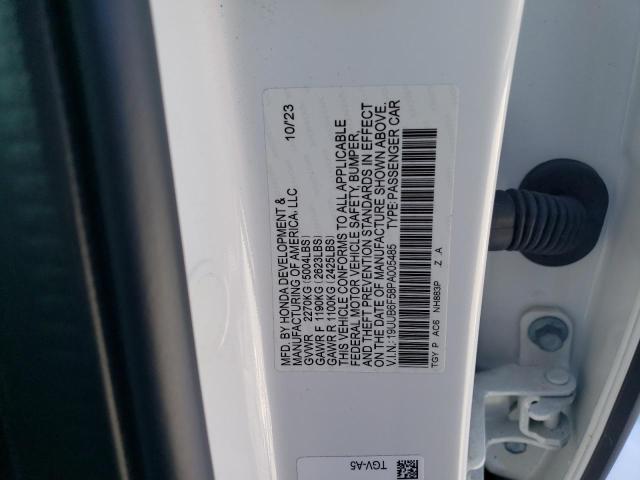 MFD. BY HONDA DEVELOPMENT & 10/'23
MANUFACTURING OF AMERICA, LLC
GVWR 2270KG (5004LBS)
GAWR F 1190KG (2623LBS)
GAWR R 1100KG (2425LBS)
THIS VEHICLE CONFORMS TO ALL APPLICABLE
FEDERAL MOTOR VEHICLE SAFETY, BUMPER,
AND THEFT PREVENTION STANDARDS IN EFFECT
ON THE DATE OF MANUFACTURE SHOWN ABOVE.
V.I.N.: 19UUB6F58PA005485 TYPE: PASSENGER CAR
TGY P AC6 NH883P Z A
TGV-A5